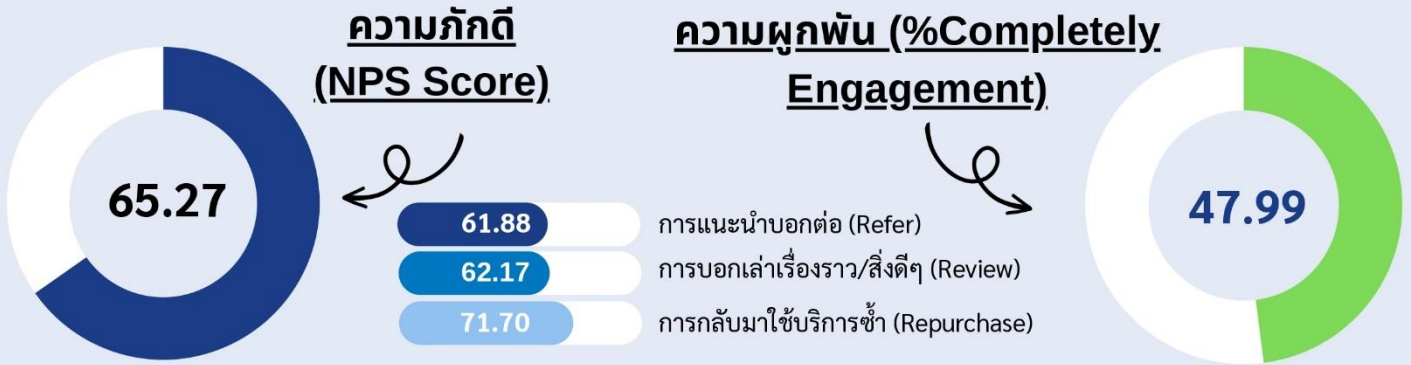 ความภักดี
(NPS Score)
65.27
61.88 การแนะนำบอกต่อ (Refer)
62.17 การบอกเล่าเรื่องราว/สิ่งดีๆ (Review)
71.70 การกลับมาใช้บริการซ้ำ (Repurchase)
ความผูกพัน (%Completely
Engagement)
47.99